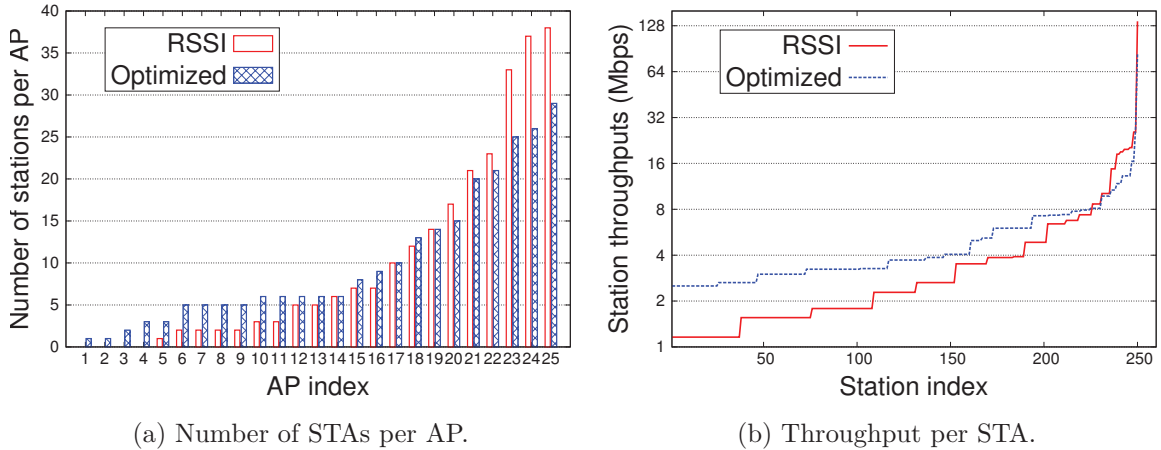 Number of stations per AP
40
35
30
25
20
15
10
5
0
RSSI
Optimized
1 2 3 4 5 6 7 8 9 10 11 12 13 14 15 16 17 18 19 20 21 22 23 24 25
AP index
(a) Number of STAs per AP.
Station throughputs (Mbps)
128
64
32
16
8
4
2
1
RSSI
Optimized
50 100 150 200 250
Station index
(b) Throughput per STA.